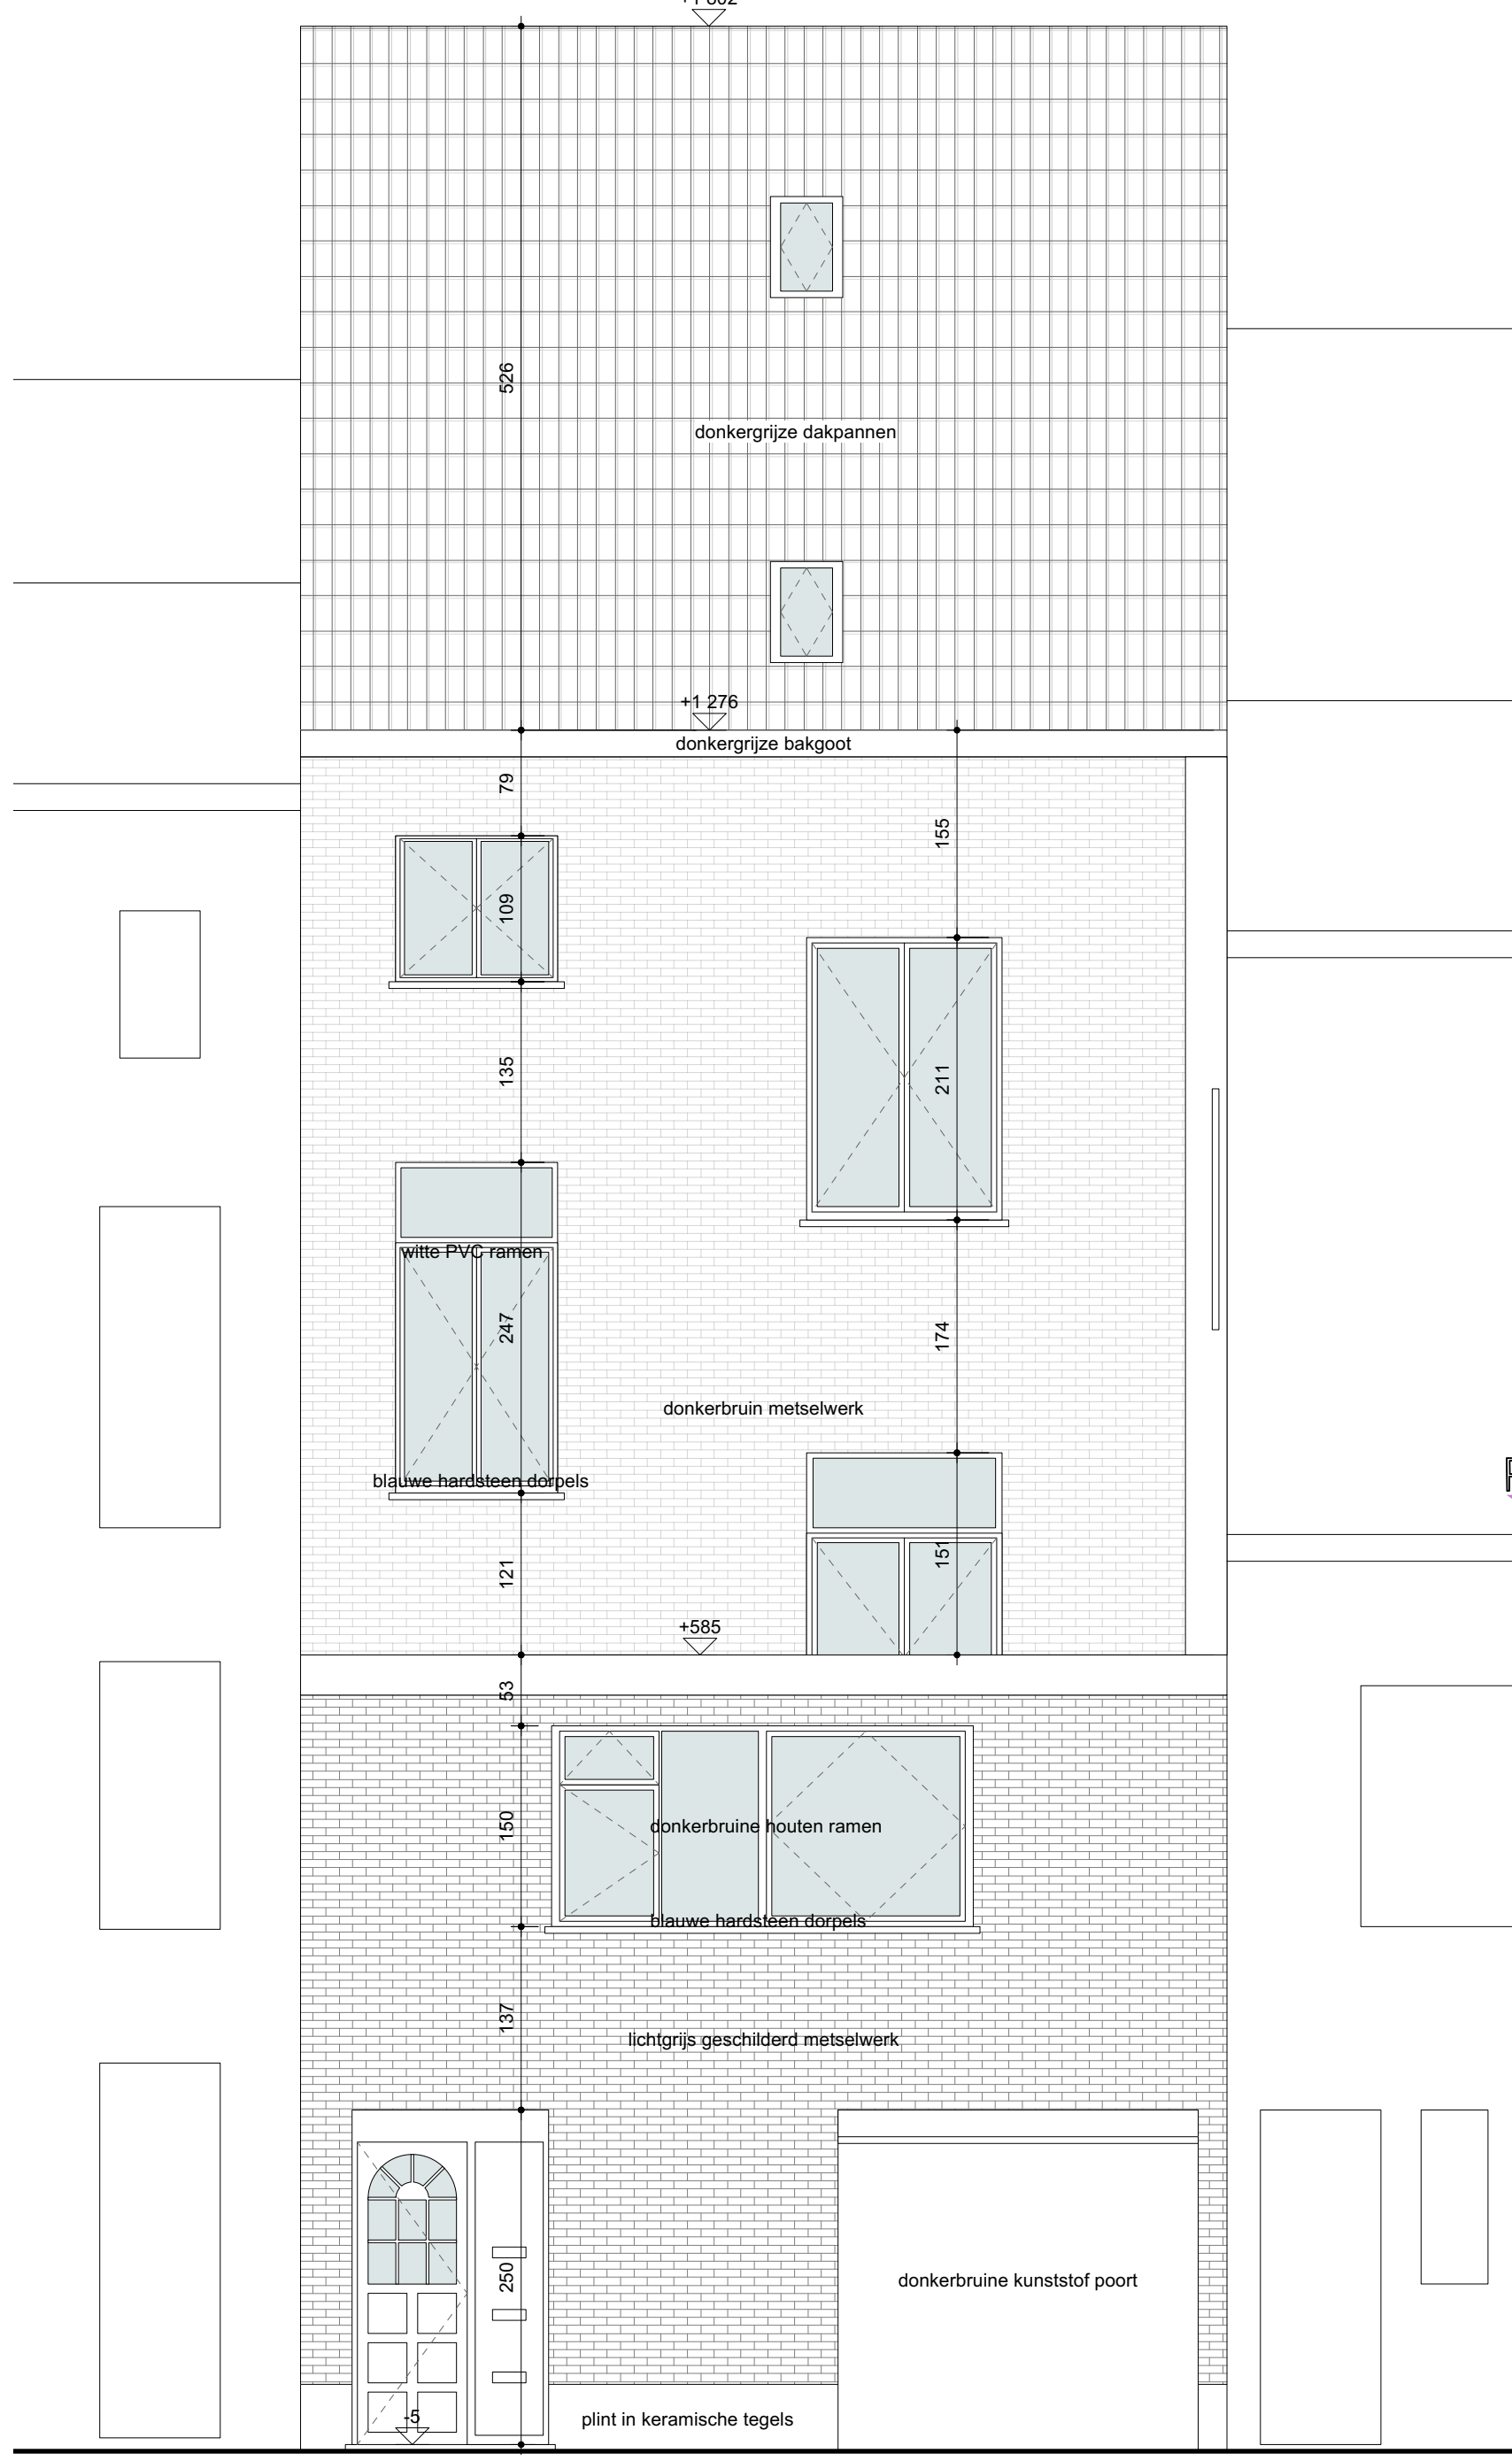 +1 802
526
donkergrijze dakpannen
+1 276
donkergrijze bakgoot
79
155
109
135
211
witte PVC ramen
247
174
donkerbruin metselwerk
blauwe hardsteen dorpels
151
121
+585
53
150
donkerbruine houten ramen
blauwe hardsteen dorpels
137
lichtgrijs geschilderd metselwerk
250
donkerbruine kunststof poort
-5
plint in keramische tegels